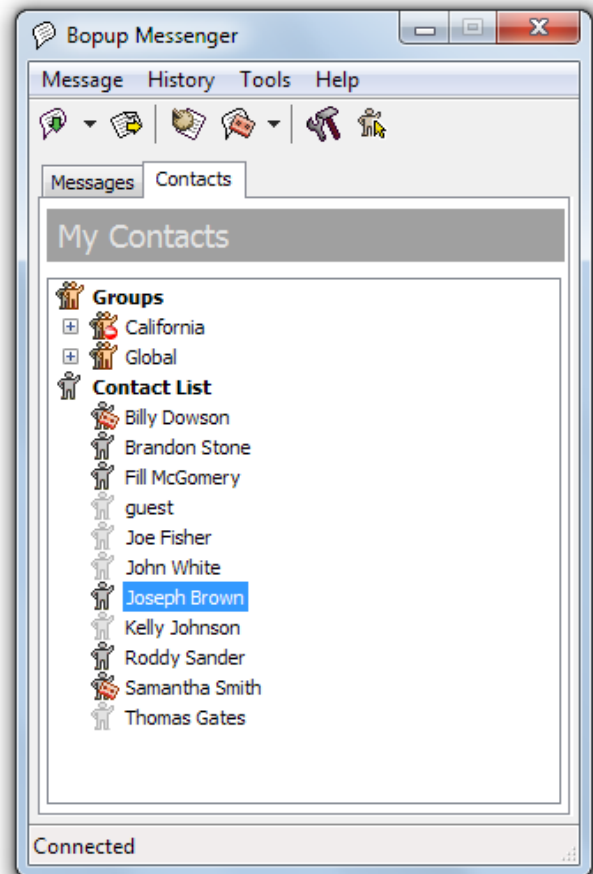 Bopup Messenger
Message History Tools Help
Messages Contacts
My Contacts
Groups
California
Global
Contact List
Billy Dowson
Brandon Stone
Fill McGomery
guest
Joe Fisher
John White
Joseph Brown
Kelly Johnson
Roddy Sander
Samantha Smith
Thomas Gates
Connected